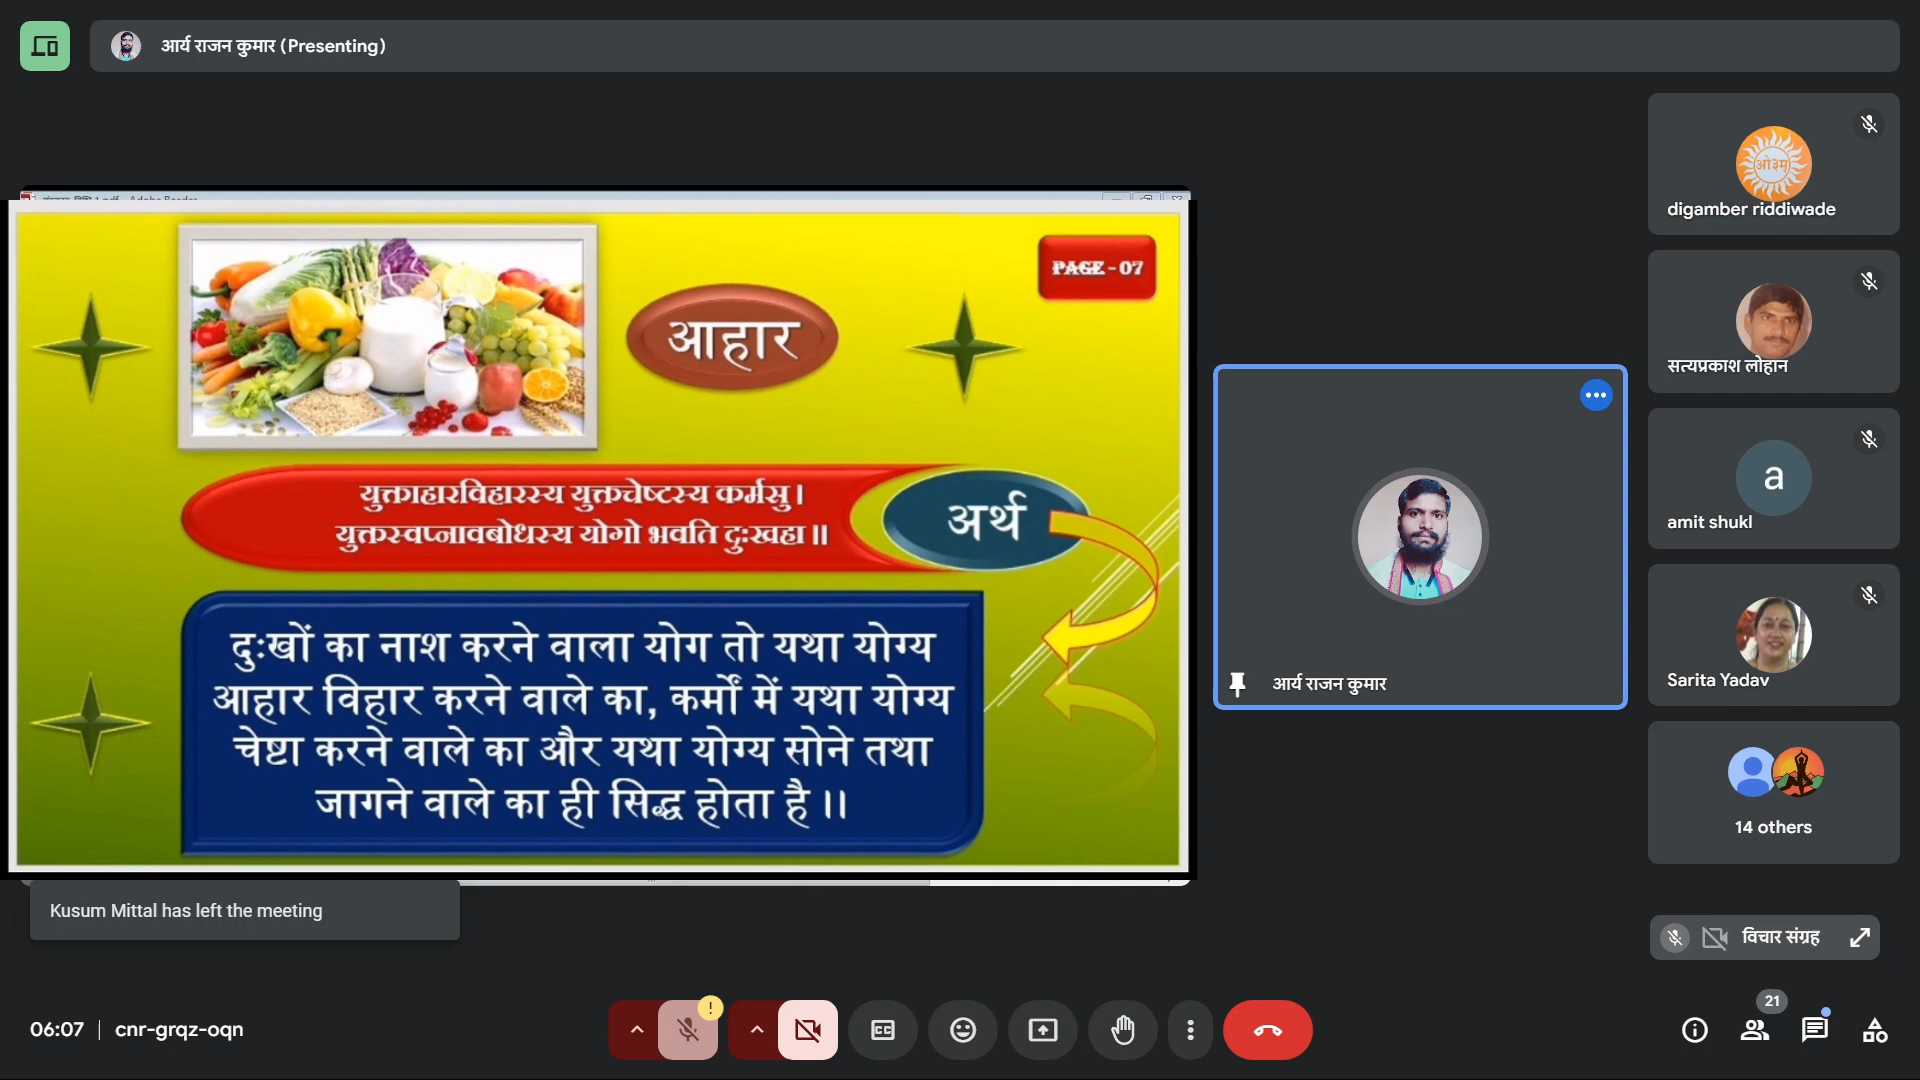 आर्य राजन कुमार (Presenting)
PAGE - 07
आहार
युक्ताहारविहारस्य युक्तचेष्टस्य कर्मसु।
युक्तस्वप्नावबोधस्य योगो भवति दुःखहा॥
अर्थ
दुःखों का नाश करने वाला योग तो यथा योग्य
आहार विहार करने वाले का, कर्मों में यथा योग्य
चेष्टा करने वाले का और यथा योग्य सोने तथा
जागने वाले का ही सिद्ध होता है।।
आर्य राजन कुमार
ओ३म्
digamber riddiwade
सत्यप्रकाश लोहान
a
amit shukl
Sarita Yadav
14 others
Kusum Mittal has left the meeting
विचार संग्रह
06:07 | cnr-grqz-oqn
21